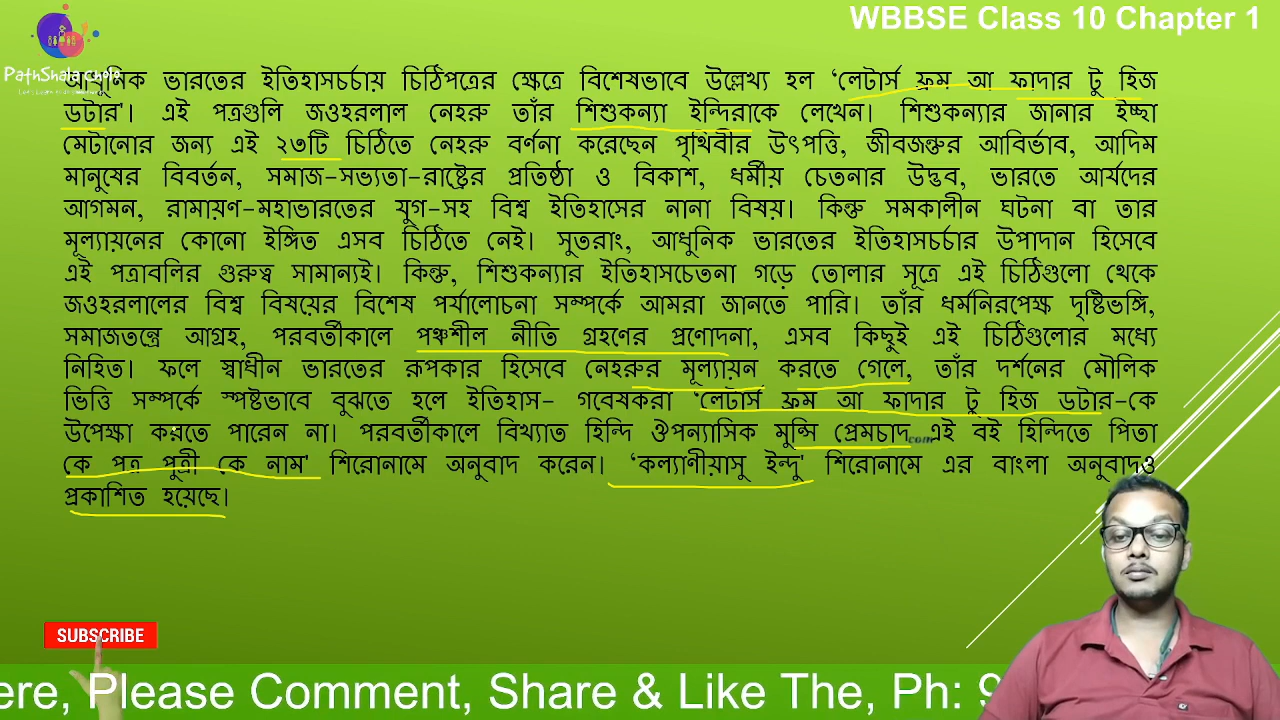 WBBSE Class 10 Chapter 1
PathShala Cholo
আধুনিক ভারতের ইতিহাসচর্চায় চিঠিপত্রের ক্ষেত্রে বিশেষভাবে উল্লেখ্য হল ‘লেটার্স ফ্রম আ ফাদার টু হিজ
ডটার'। এই পত্রগুলি জওহরলাল নেহরু তাঁর শিশুকন্যা ইন্দিরাকে লেখেন। শিশুকন্যার জানার ইচ্ছা
মেটানোর জন্য এই ২৩টি চিঠিতে নেহরু বর্ণনা করেছেন পৃথিবীর উৎপত্তি, জীবজন্তুর আবির্ভাব, আদিম
মানুষের বিবর্তন, সমাজ-সভ্যতা-রাষ্ট্রের প্রতিষ্ঠা ও বিকাশ, ধর্মীয় চেতনার উদ্ভব, ভারতে আর্যদের
আগমন, রামায়ণ-মহাভারতের যুগ-সহ বিশ্ব ইতিহাসের নানা বিষয়। কিন্তু সমকালীন ঘটনা বা তার
মূল্যায়নের কোনো ইঙ্গিত এসব চিঠিতে নেই। সুতরাং, আধুনিক ভারতের ইতিহাসচর্চার উপাদান হিসেবে
এই পত্রাবলির গুরুত্ব সামান্যই। কিন্তু, শিশুকন্যার ইতিহাসচেতনা গড়ে তোলার সূত্রে এই চিঠিগুলো থেকে
জওহরলালের বিশ্ব বিষয়ের বিশেষ পর্যালোচনা সম্পর্কে আমরা জানতে পারি। তাঁর ধর্মনিরপেক্ষ দৃষ্টিভঙ্গি,
সমাজতন্ত্রে আগ্রহ, পরবর্তীকালে পঞ্চশীল নীতি গ্রহণের প্রণোদনা, এসব কিছুই এই চিঠিগুলোর মধ্যে
নিহিত। ফলে স্বাধীন ভারতের রূপকার হিসেবে নেহরুর মূল্যায়ন করতে গেলে, তাঁর দর্শনের মৌলিক
ভিত্তি সম্পর্কে স্পষ্টভাবে বুঝতে হলে ইতিহাস- গবেষকরা ‘লেটার্স ফ্রম আ ফাদার টু হিজ ডটার-কে
উপেক্ষা করতে পারেন না। পরবর্তীকালে বিখ্যাত হিন্দি ঔপন্যাসিক মুন্সি প্রেমচাদ.com এই বই হিন্দিতে পিতা
কে পত্র পুত্রী কে নাম' শিরোনামে অনুবাদ করেন। ‘কল্যাণীয়াসু ইন্দু' শিরোনামে এর বাংলা অনুবাদও
প্রকাশিত হয়েছে।
SUBSCRIBE
ere, Please Comment, Share & Like The, Ph: 9